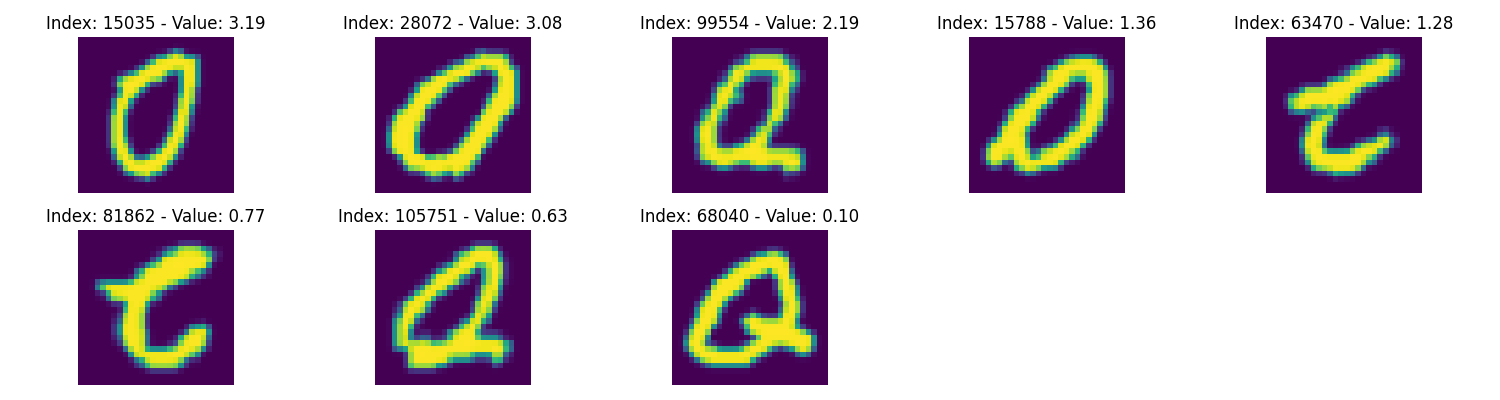 Index: 15035 - Value: 3.19 Index: 28072 - Value: 3.08 Index: 99554 - Value: 2.19 Index: 15788 - Value: 1.36 Index: 63470 - Value: 1.28
Index: 81862 - Value: 0.77 Index: 105751 - Value: 0.63 Index: 68040 - Value: 0.10